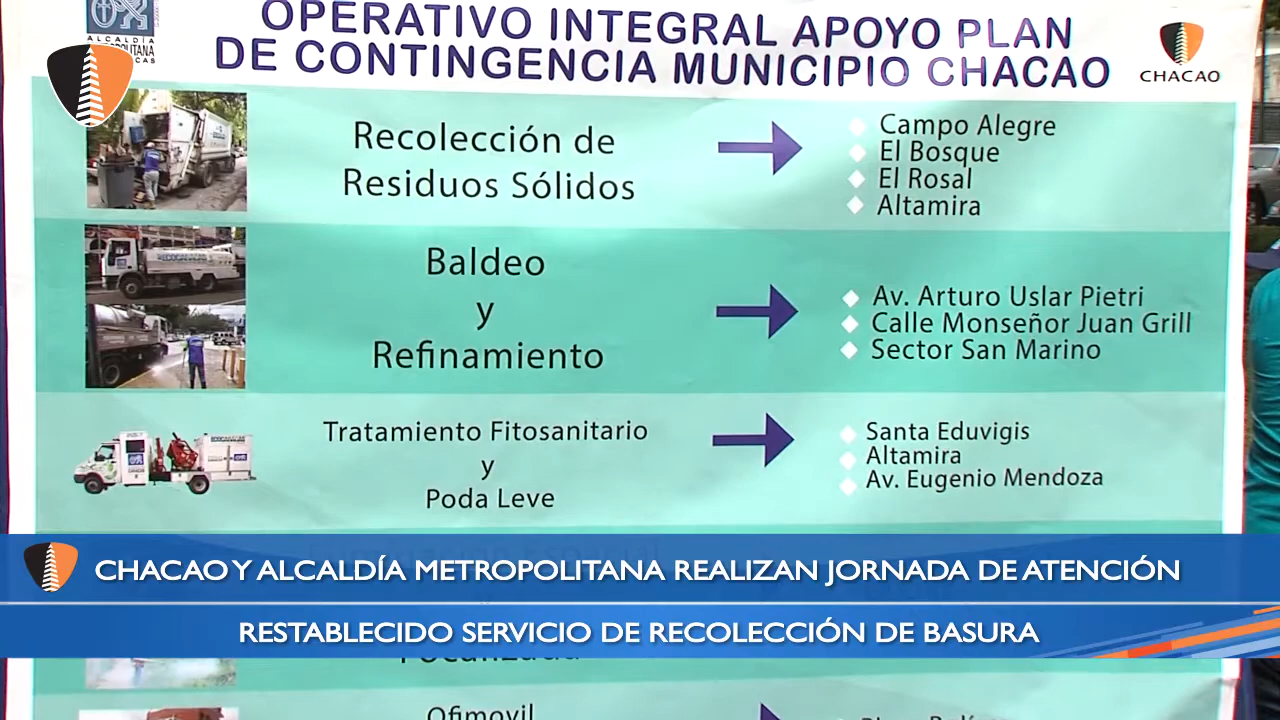 ALCALDÍA
OPERATIVO INTEGRAL APOYO PLAN
DE CONTINGENCIA MUNICIPIO CHACAO
CHACAO
Recolección de
Residuos Sólidos
Campo Alegre
El Bosque
El Rosal
Altamira
Baldeo
y
Refinamiento
Av. Arturo Uslar Pietri
Calle Monseñor Juan Grill
Sector San Marino
Tratamiento Fitosanitario
y
Poda Leve
Santa Eduvigis
Altamira
Av. Eugenio Mendoza
CHACAO Y ALCALDÍA METROPOLITANA REALIZAN JORNADA DE ATENCIÓN
RESTABLECIDO SERVICIO DE RECOLECCIÓN DE BASURA
Ofimovil